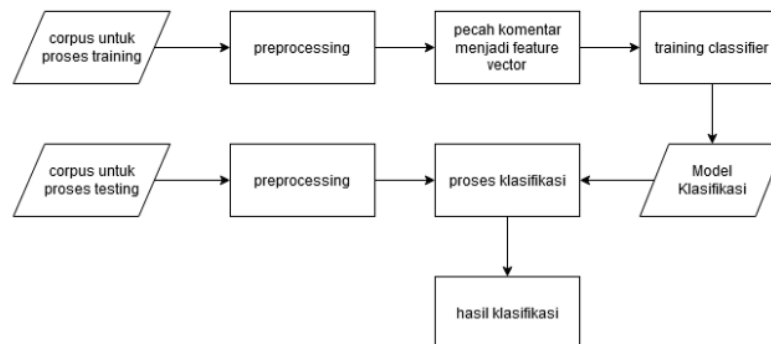 corpus untuk
proses training
preprocessing
pecah komentar
menjadi feature
vector
training classifier
corpus untuk
proses testing
preprocessing
proses klasifikasi
Model
Klasifikasi
hasil klasifikasi